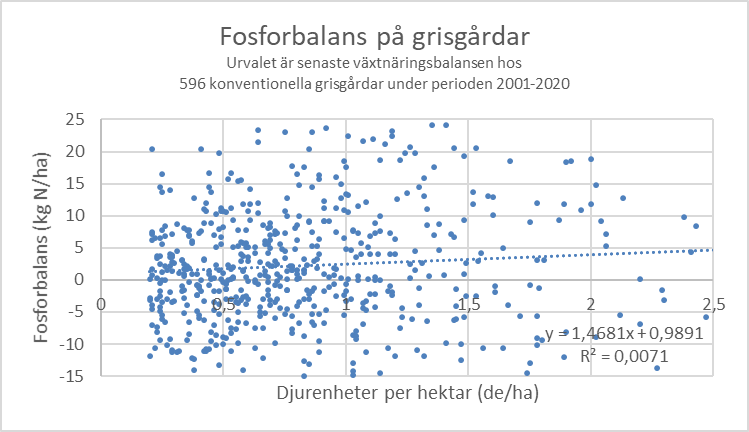 Fosforbalans på grisgårdar
Urvalet är senaste växtnäringsbalansen hos
596 konventionella grisgårdar under perioden 2001-2020
Fosforbalans (kg N/ha)
25
20
15
10
5
0
-5
-10
-15
0 0,5 1 1,5 2 2,5
y = 1,4681x + 0,9891
R² = 0,0071
Djurenheter per hektar (de/ha)